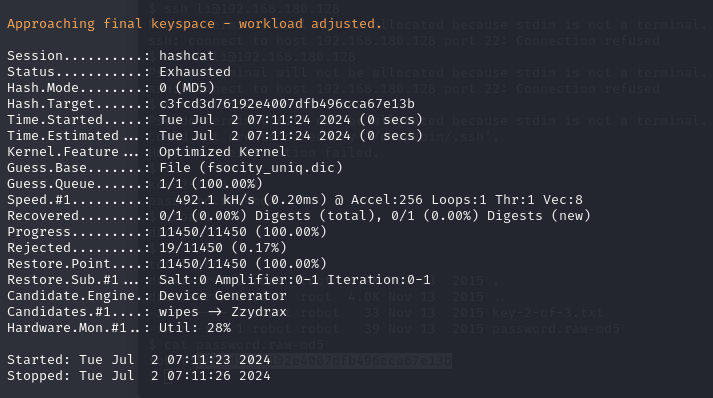 Approaching final keyspace - workload adjusted.
Session..........: hashcat
Status...........: Exhausted
Hash.Mode........: 0 (MD5)
Hash.Target......: c3fcd3d76192e4007dfb496cca67e13b
Time.Started.....: Tue Jul  2 07:11:24 2024 (0 secs)
Time.Estimated...: Tue Jul  2 07:11:24 2024 (0 secs)
Kernel.Feature...: Optimized Kernel
Guess.Base.......: File (fsocity_uniq.dic)
Guess.Queue......: 1/1 (100.00%)
Speed.#1.........:   492.1 kH/s (0.20ms) @ Accel:256 Loops:1 Thr:1 Vec:8
Recovered........: 0/1 (0.00%) Digests (total), 0/1 (0.00%) Digests (new)
Progress.........: 11450/11450 (100.00%)
Rejected.........: 19/11450 (0.17%)
Restore.Point....: 11450/11450 (100.00%)
Restore.Sub.#1...: Salt:0 Amplifier:0-1 Iteration:0-1
Candidate.Engine.: Device Generator
Candidates.#1....: wipes -> Zzydrax
Hardware.Mon.#1..: Util: 28%
Started: Tue Jul  2 07:11:23 2024
Stopped: Tue Jul  2 07:11:26 2024